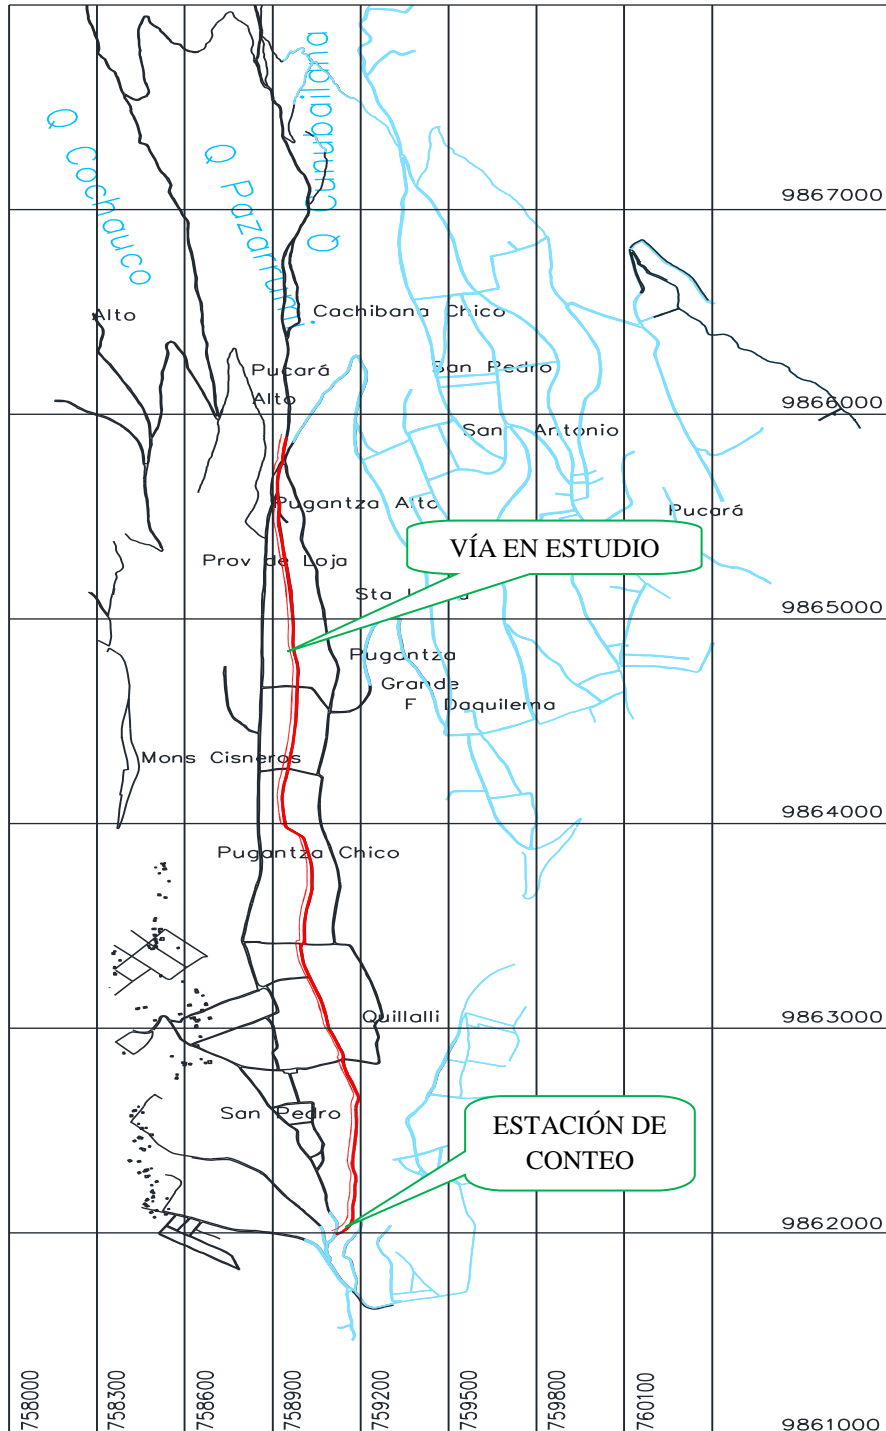 Q Cunubailana
Q Cochauco
Q Pazarrumi
9867000
Alto
Cachibana Chico
Pucará
Alto
San Pedro
9866000
San Antonio
Pugantza Alto
Pucará
VÍA EN ESTUDIO
Prov de Loja
Sta
9865000
Pugantza
Grande
F Daquilema
Mons Cisneros
9864000
Pugantza Chico
Quillalli
9863000
San Pedro
ESTACIÓN DE
CONTEO
9862000
758000
758300
758600
758900
759200
759500
759800
760100
9861000